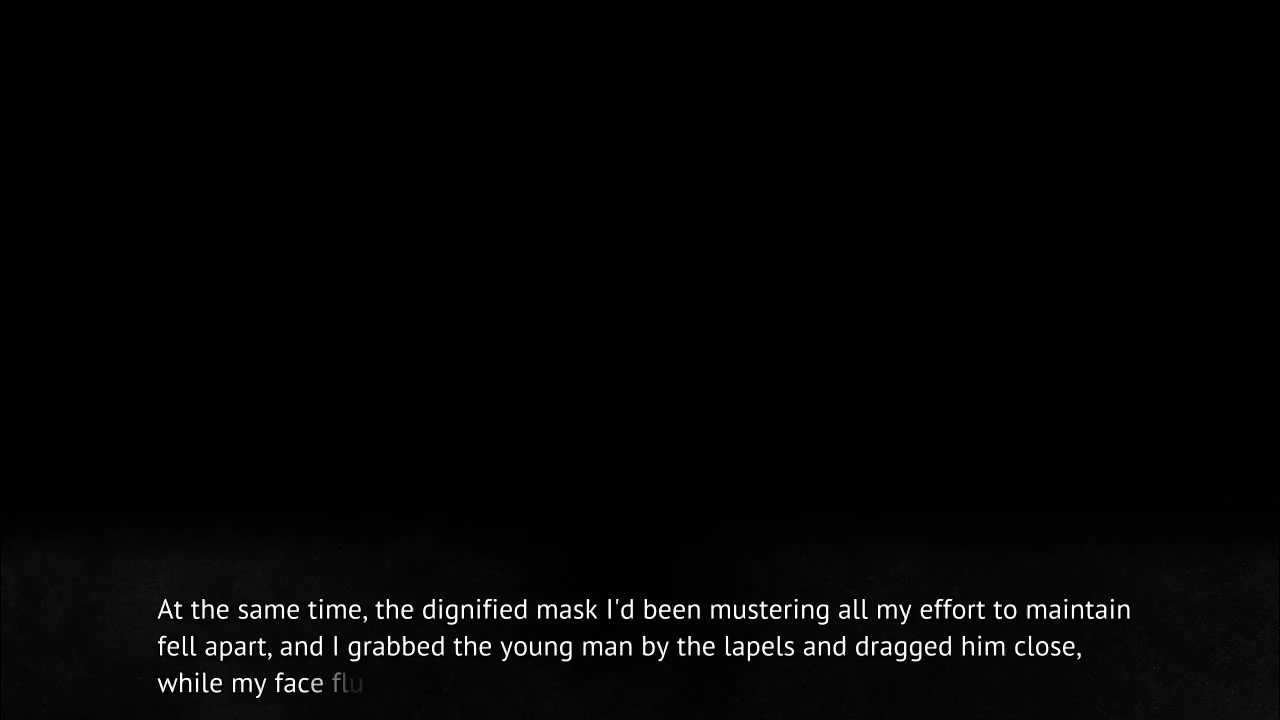 At the same time, the dignified mask I'd been mustering all my effort to maintain
fell apart, and I grabbed the young man by the lapels and dragged him close,
while my face flu